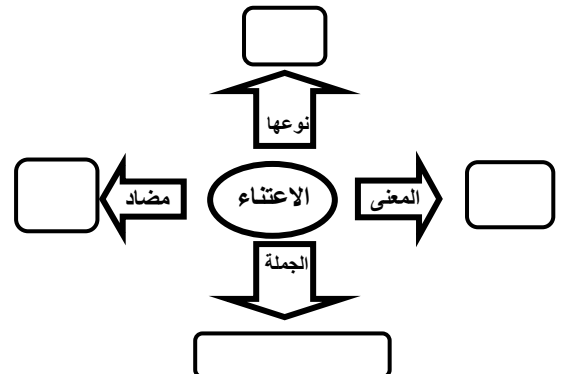 نوعها
المعنى
الاعتناء
مضاد
الجملة